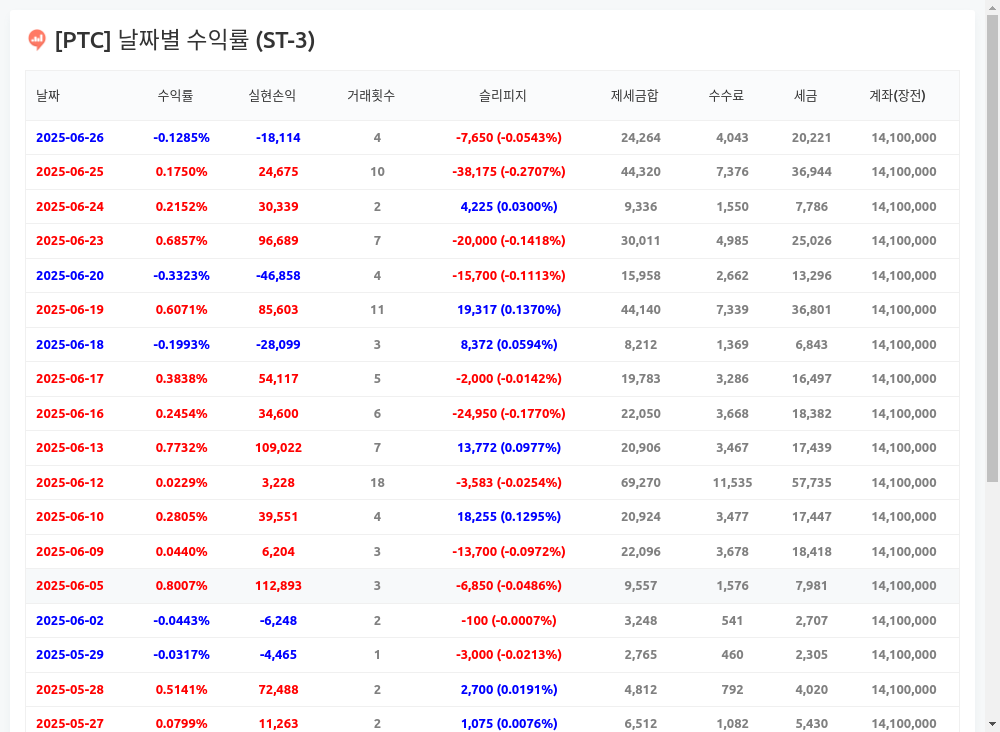 [PTC] 날짜별 수익률 (ST-3)
날짜 수익률 실현손익 거래횟수 슬리피지 제세금합 수수료 세금 계좌(장전)
2025-06-26 -0.1285% -18,114 4 -7,650 (-0.0543%) 24,264 4,043 20,221 14,100,000
2025-06-25 0.1750% 24,675 10 -38,175 (-0.2707%) 44,320 7,376 36,944 14,100,000
2025-06-24 0.2152% 30,339 2 4,225 (0.0300%) 9,336 1,550 7,786 14,100,000
2025-06-23 0.6857% 96,689 7 -20,000 (-0.1418%) 30,011 4,985 25,026 14,100,000
2025-06-20 -0.3323% -46,858 4 -15,700 (-0.1113%) 15,958 2,662 13,296 14,100,000
2025-06-19 0.6071% 85,603 11 19,317 (0.1370%) 44,140 7,339 36,801 14,100,000
2025-06-18 -0.1993% -28,099 3 8,372 (0.0594%) 8,212 1,369 6,843 14,100,000
2025-06-17 0.3838% 54,117 5 -2,000 (-0.0142%) 19,783 3,286 16,497 14,100,000
2025-06-16 0.2454% 34,600 6 -24,950 (-0.1770%) 22,050 3,668 18,382 14,100,000
2025-06-13 0.7732% 109,022 7 13,772 (0.0977%) 20,906 3,467 17,439 14,100,000
2025-06-12 0.0229% 3,228 18 -3,583 (-0.0254%) 69,270 11,535 57,735 14,100,000
2025-06-10 0.2805% 39,551 4 18,255 (0.1295%) 20,924 3,477 17,447 14,100,000
2025-06-09 0.0440% 6,204 3 -13,700 (-0.0972%) 22,096 3,678 18,418 14,100,000
2025-06-05 0.8007% 112,893 3 -6,850 (-0.0486%) 9,557 1,576 7,981 14,100,000
2025-06-02 -0.0443% -6,248 2 -100 (-0.0007%) 3,248 541 2,707 14,100,000
2025-05-29 -0.0317% -4,465 1 -3,000 (-0.0213%) 2,765 460 2,305 14,100,000
2025-05-28 0.5141% 72,488 2 2,700 (0.0191%) 4,812 792 4,020 14,100,000
2025-05-27 0.0799% 11,263 2 1,075 (0.0076%) 6,512 1,082 5,430 14,100,000